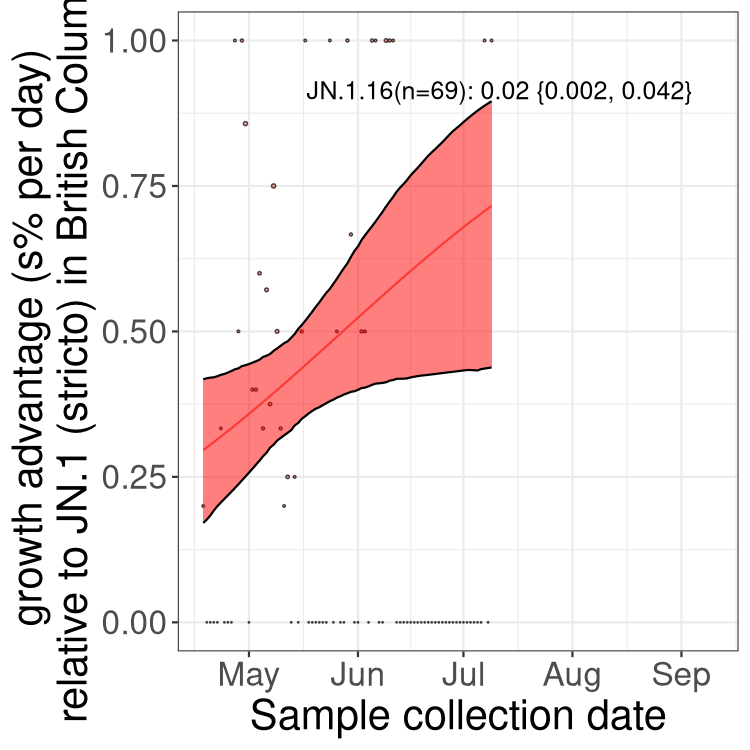 growth advantage (s% per day)
relative to JN.1 (stricto) in British Colum
1.00
0.75
0.50
0.25
0.00
JN.1.16(n=69): 0.02 {0.002, 0.042}
May Jun Jul Aug Sep
Sample collection date